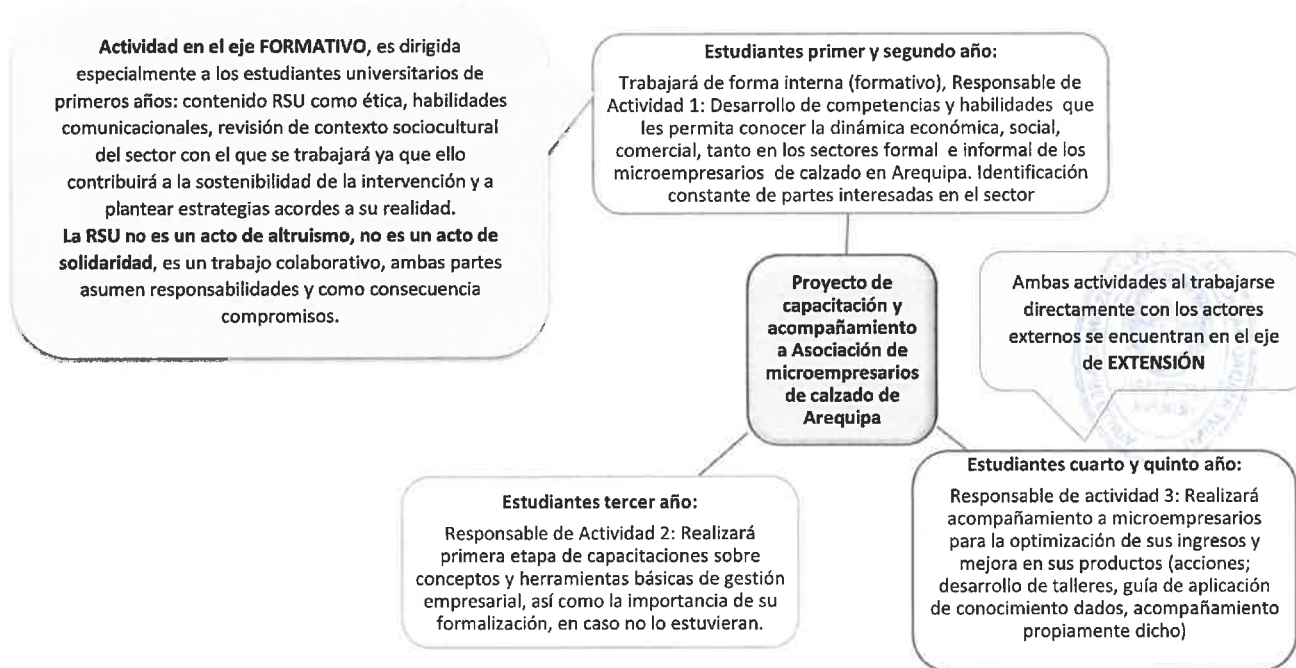 Actividad en el eje FORMATIVO, es dirigida
especialmente a los estudiantes universitarios de
primeros años: contenido RSU como ética, habilidades
comunicacionales, revisión de contexto sociocultural
del sector con el que se trabajará ya que ello
contribuirá a la sostenibilidad de la intervención y a
plantear estrategias acordes a su realidad.
La RSU no es un acto de altruismo, no es un acto de
solidaridad, es un trabajo colaborativo, ambas partes
asumen responsabilidades y como consecuencia
compromisos.
Estudiantes primer y segundo año:
Trabajará de forma interna (formativo), Responsable de
Actividad 1: Desarrollo de competencias y habilidades que
les permita conocer la dinámica económica, social,
comercial, tanto en los sectores formal e informal de los
microempresarios de calzado en Arequipa. Identificación
constante de partes interesadas en el sector
Proyecto de
capacitación y
acompañamiento
a Asociación de
microempresarios
de calzado de
Arequipa
Ambas actividades al trabajarse
directamente con los actores
externos se encuentran en el eje
de EXTENSIÓN
Estudiantes tercer año:
Responsable de Actividad 2: Realizará
primera etapa de capacitaciones sobre
conceptos y herramientas básicas de gestión
empresarial, así como la importancia de su
formalización, en caso no lo estuvieran.
Estudiantes cuarto y quinto año:
Responsable de actividad 3: Realizará
acompañamiento a microempresarios
para la optimización de sus ingresos y
mejora en sus productos (acciones;
desarrollo de talleres, guía de aplicación
de conocimiento dados, acompañamiento
propiamente dicho)